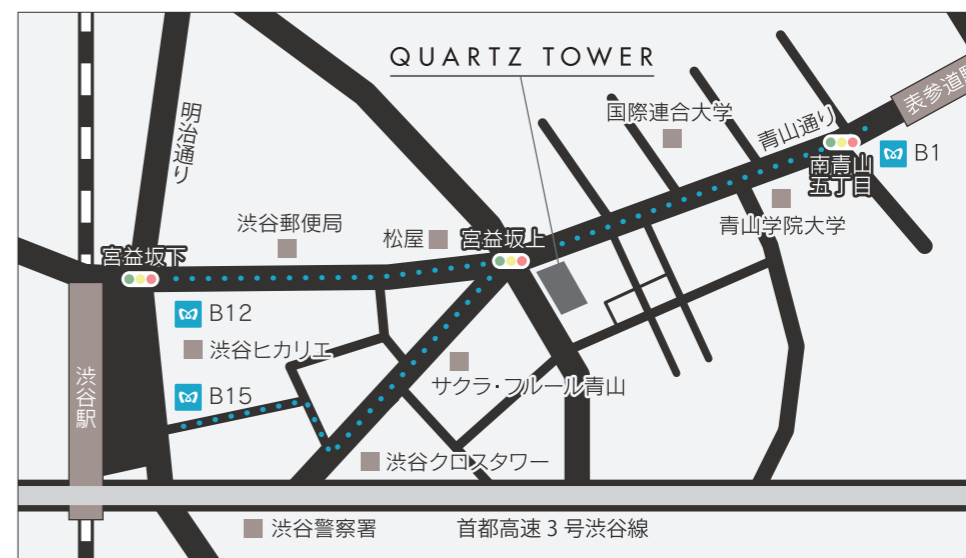 QUARTZ TOWER
明治通り
国際連合大学
青山通り
表参道駅
B1
南青山
五丁目
青山学院大学
渋谷郵便局
松屋
宮益坂上
宮益坂下
B12
渋谷ヒカリエ
渋谷駅
B15
サクラ・フルール青山
渋谷クロスタワー
渋谷警察署
首都高速3号渋谷線